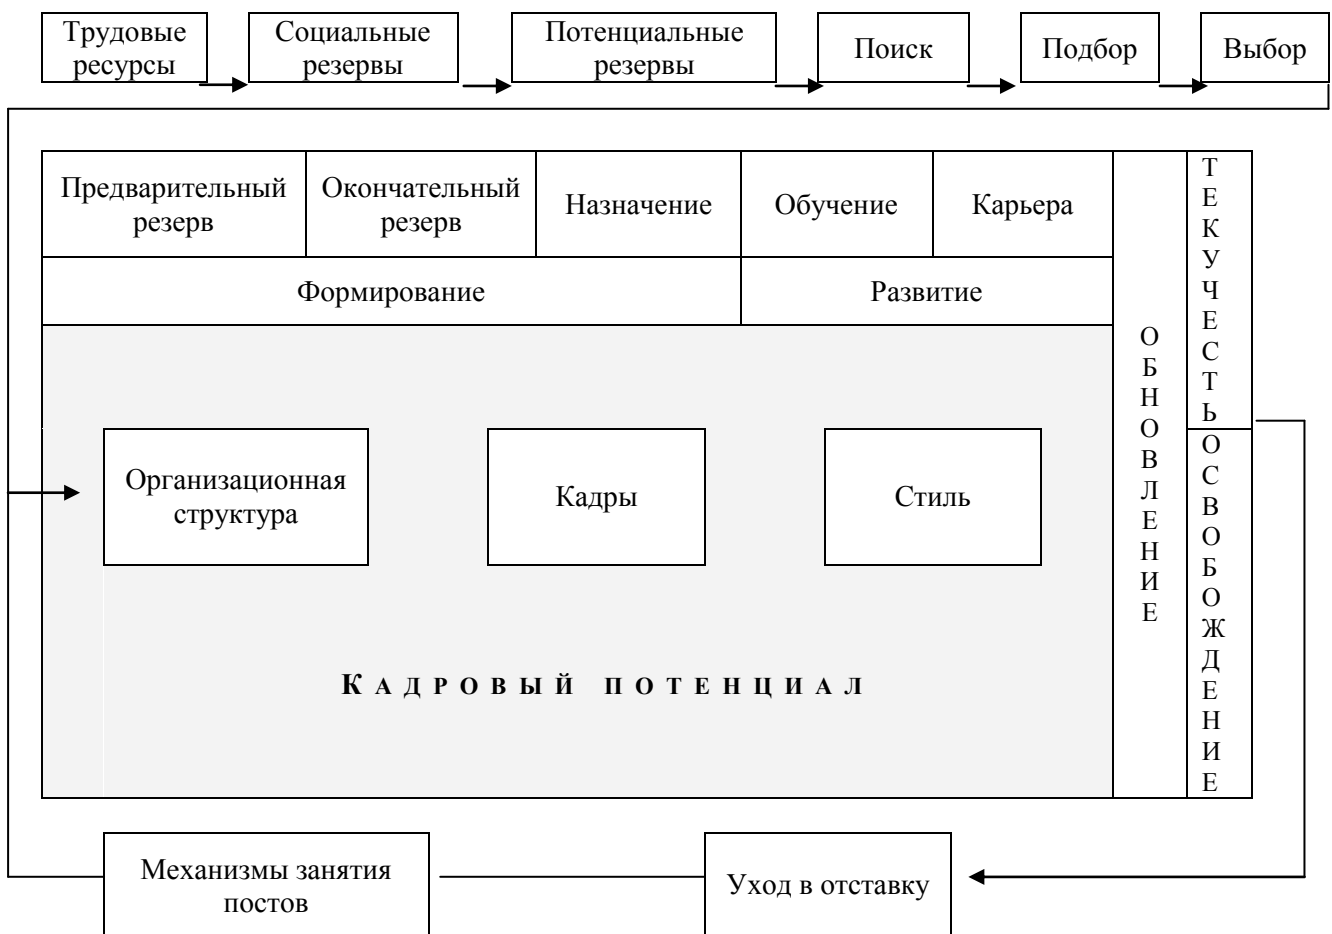 Трудовые
ресурсы
Социальные
резервы
Потенциальные
резервы
Поиск
Подбор
Выбор
Предварительный
резерв
Окончательный
резерв
Назначение
Обучение
Карьера
Формирование
Развитие
ОБНОВЛЕНИЕ
ТЕКУЧЕСТЬ
ОСВОБОЖДЕНИЕ
Организационная
структура
Кадры
Стиль
КАДРОВЫЙ ПОТЕНЦИАЛ
Механизмы занятия
постов
Уход в отставку